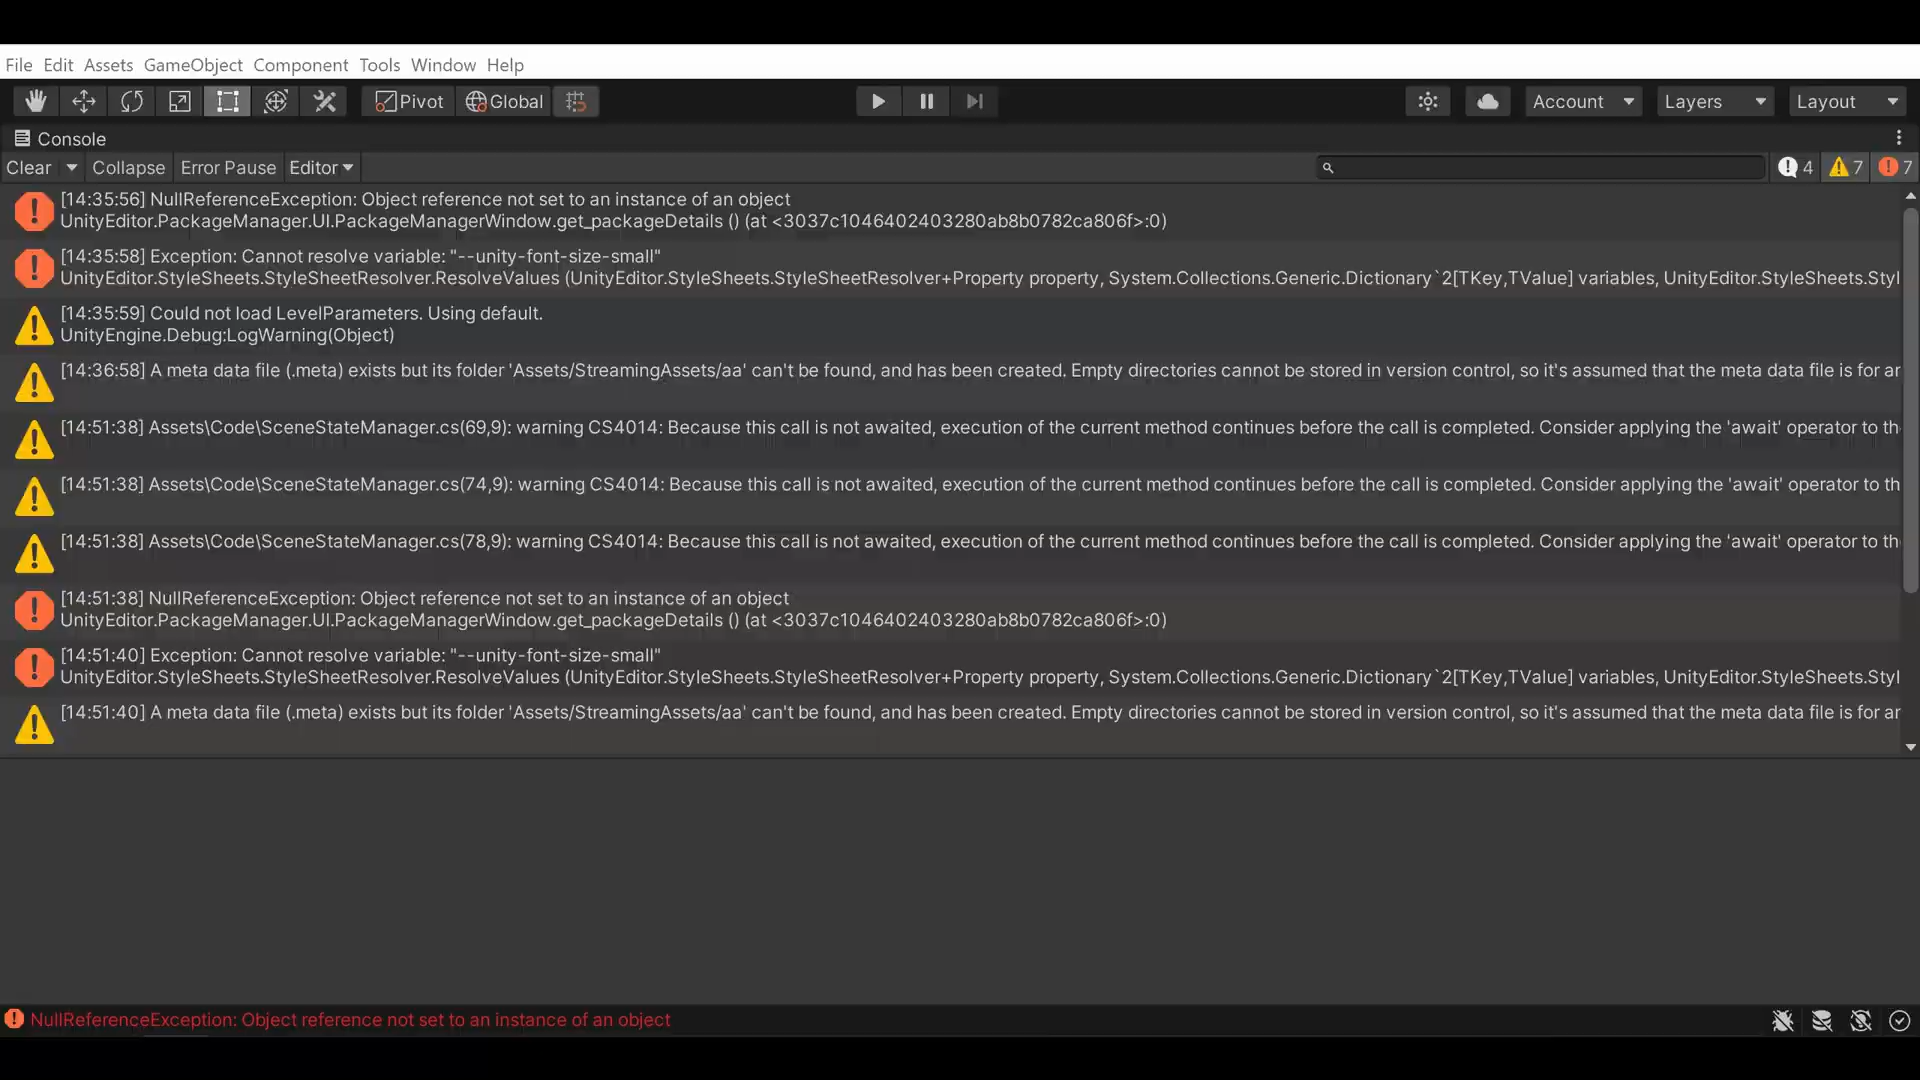 File Edit Assets GameObject Component Tools Window Help
Pivot Global Account Layers Layout
Console
Clear Collapse Error Pause Editor 4 7 7
[14:35:56] NullReferenceException: Object reference not set to an instance of an object
UnityEditor.PackageManager.UI.PackageManagerWindow.get_packageDetails () (at <3037c1046402403280ab8b0782ca806f>:0)
[14:35:58] Exception: Cannot resolve variable: "--unity-font-size-small"
UnityEditor.StyleSheets.StyleSheetResolver.ResolveValues (UnityEditor.StyleSheets.StyleSheetResolver+Property property, System.Collections.Generic.Dictionary`2[TKey,TValue] variables, UnityEditor.StyleSheets.Styl
[14:35:59] Could not load LevelParameters. Using default.
UnityEngine.Debug:LogWarning(Object)
[14:36:58] A meta data file (.meta) exists but its folder 'Assets/StreamingAssets/aa' can't be found, and has been created. Empty directories cannot be stored in version control, so it's assumed that the meta data file is for ar
[14:51:38] Assets\Code\SceneStateManager.cs(69,9): warning CS4014: Because this call is not awaited, execution of the current method continues before the call is completed. Consider applying the 'await' operator to th
[14:51:38] Assets\Code\SceneStateManager.cs(74,9): warning CS4014: Because this call is not awaited, execution of the current method continues before the call is completed. Consider applying the 'await' operator to th
[14:51:38] Assets\Code\SceneStateManager.cs(78,9): warning CS4014: Because this call is not awaited, execution of the current method continues before the call is completed. Consider applying the 'await' operator to th
[14:51:38] NullReferenceException: Object reference not set to an instance of an object
UnityEditor.PackageManager.UI.PackageManagerWindow.get_packageDetails () (at <3037c1046402403280ab8b0782ca806f>:0)
[14:51:40] Exception: Cannot resolve variable: "--unity-font-size-small"
UnityEditor.StyleSheets.StyleSheetResolver.ResolveValues (UnityEditor.StyleSheets.StyleSheetResolver+Property property, System.Collections.Generic.Dictionary`2[TKey,TValue] variables, UnityEditor.StyleSheets.Styl
[14:51:40] A meta data file (.meta) exists but its folder 'Assets/StreamingAssets/aa' can't be found, and has been created. Empty directories cannot be stored in version control, so it's assumed that the meta data file is for ar
NullReferenceException: Object reference not set to an instance of an object